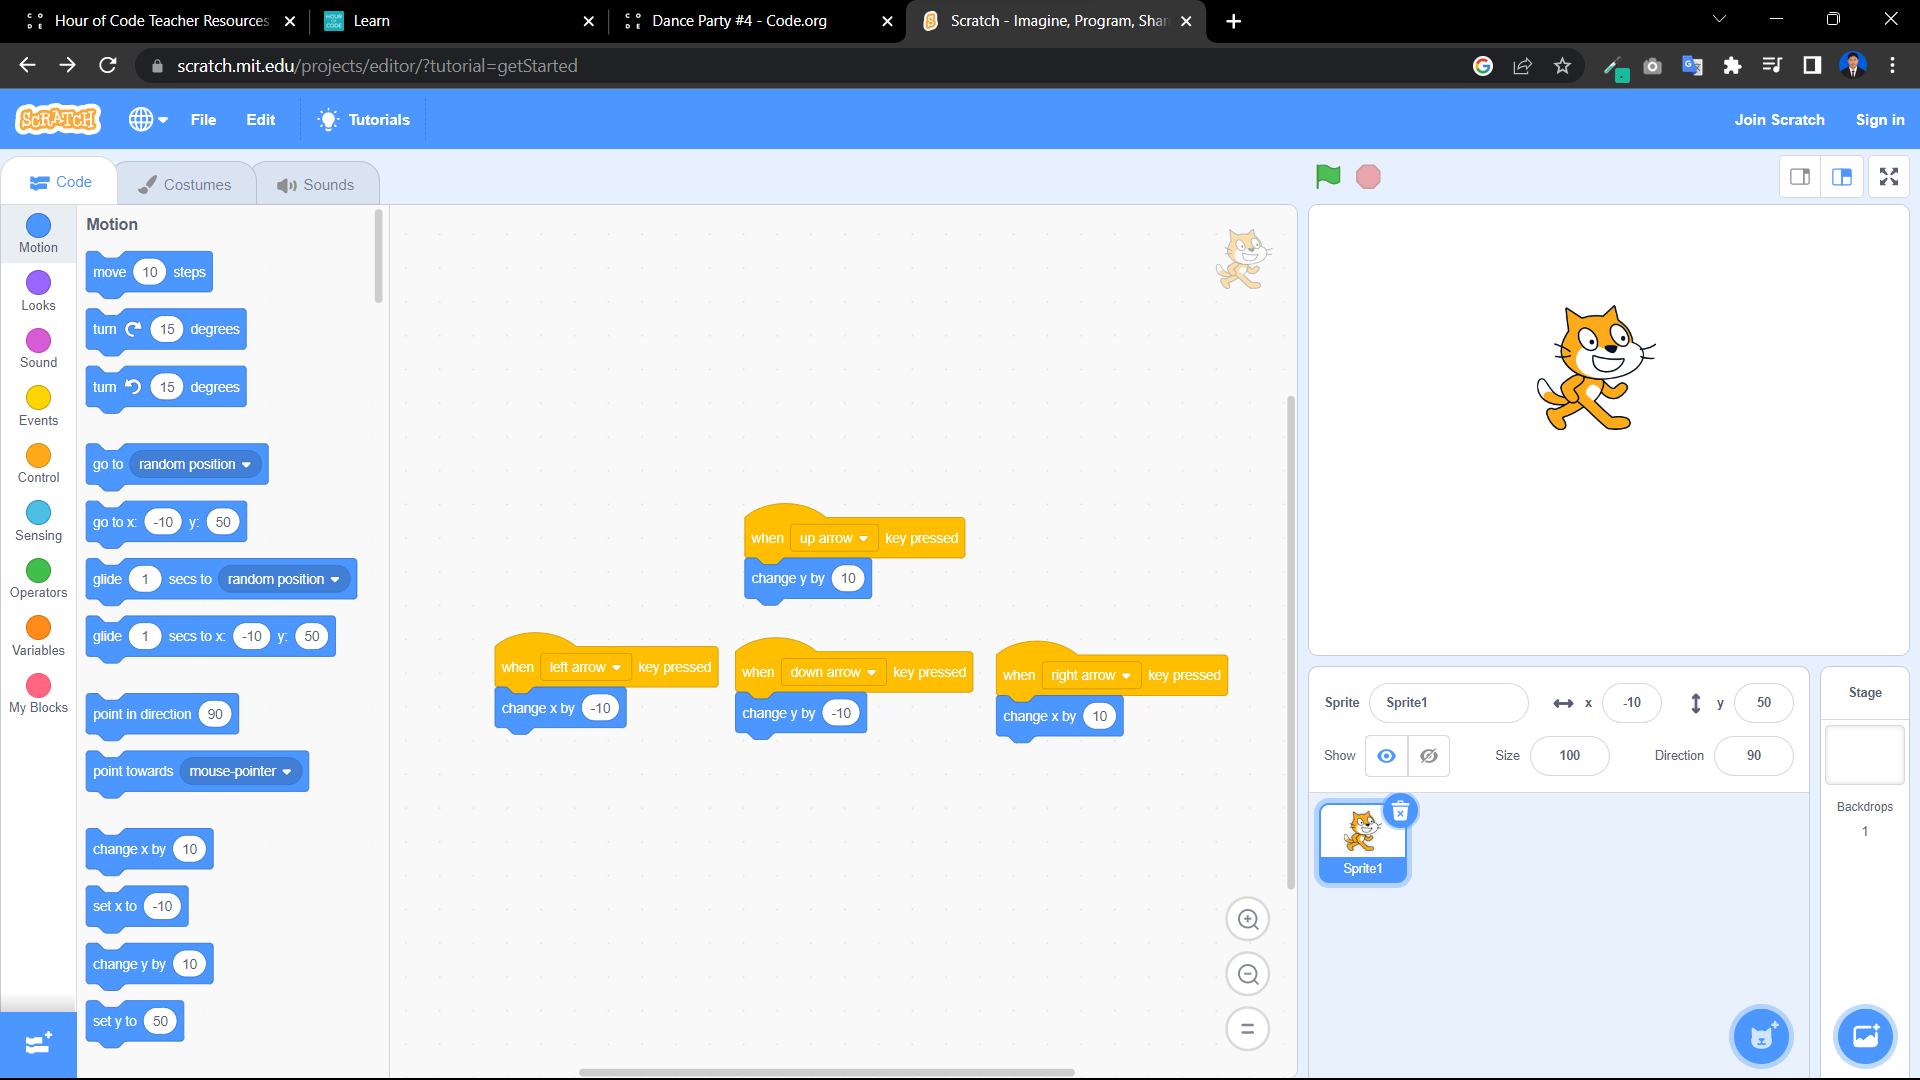 Hour of Code Teacher Resources
Learn
Dance Party #4 - Code.org
Scratch - Imagine, Program, Shar
scratch.mit.edu/projects/editor/?tutorial=getStarted
SCRATCH
File
Edit
Tutorials
Join Scratch
Sign in
Code
Costumes
Sounds
Motion
Looks
Sound
Events
Control
Sensing
Operators
Variables
My Blocks
Motion
move 10 steps
turn 15 degrees
turn 15 degrees
go to random position
go to x: -10 y: 50
glide 1 secs to random position
glide 1 secs to x: -10 y: 50
point in direction 90
point towards mouse-pointer
change x by 10
set x to -10
change y by 10
set y to 50
when up arrow key pressed
change y by 10
when left arrow key pressed
change x by -10
when down arrow key pressed
change y by -10
when right arrow key pressed
change x by 10
Sprite Sprite1 x -10 y 50
Show Size 100 Direction 90
Sprite1
Stage
Backdrops
1